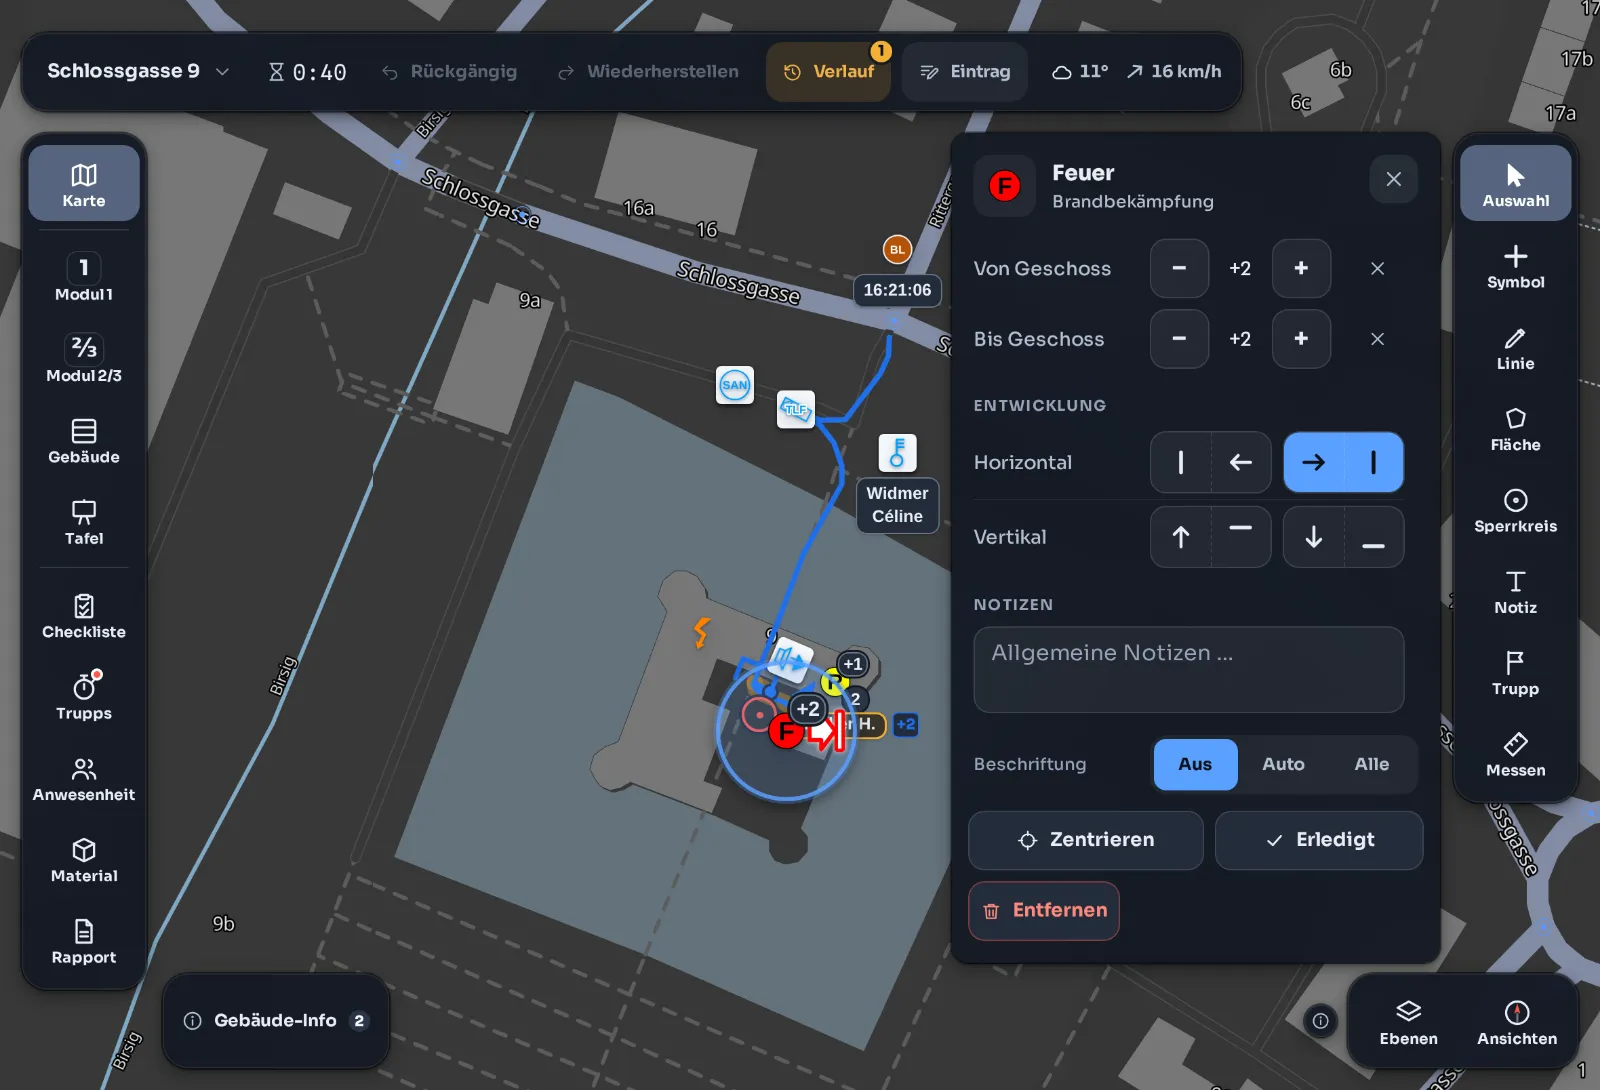 Schlossgasse 9
0:40
Rückgängig
Wiederherstellen
Verlauf
1
Eintrag
11°
16 km/h
Karte
1
Modul 1
⅔
Modul 2/3
Gebäude
Tafel
Checkliste
Trupps
Anwesenheit
Material
Rapport
Gebäude-Info 2
Birsig
Schlossgasse
16a
16
Schlossgasse
9a
BL
16:21:06
SAN
TLF
Widmer
Céline
Birsig
+1
2
+2
F
H.
+2
9b
Birsig
6b
6c
17b
17a
F
Feuer
Brandbekämpfung
Von Geschoss
− +2 +
Bis Geschoss
− +2 +
ENTWICKLUNG
Horizontal
Vertikal
NOTIZEN
Allgemeine Notizen ...
Beschriftung
Aus
Auto
Alle
Zentrieren
Erledigt
Entfernen
Auswahl
Symbol
Linie
Fläche
Sperrkreis
Notiz
Trupp
Messen
Ebenen
Ansichten
1